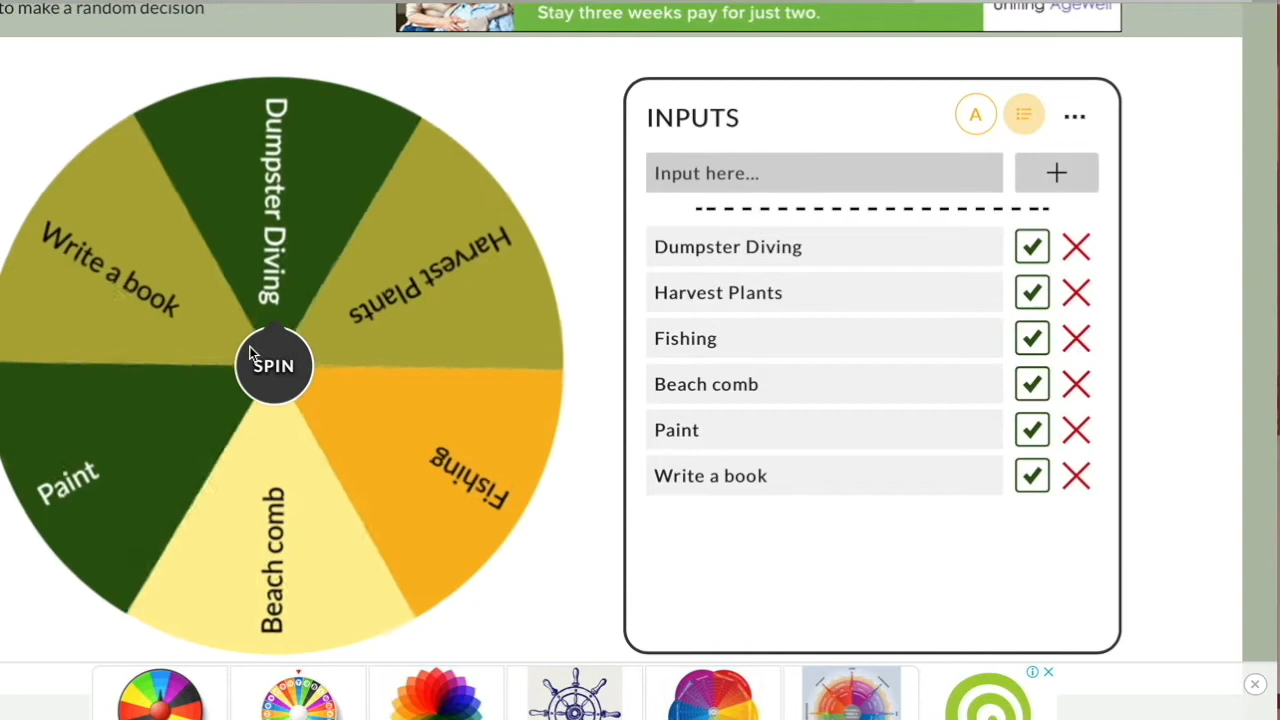 to make a random decision
Stay three weeks pay for just two.
AgeWell
Dumpster Diving
Harvest Plants
Fishing
Beach comb
Paint
Write a book
SPIN
INPUTS
A
...
Input here...
+
Dumpster Diving
Harvest Plants
Fishing
Beach comb
Paint
Write a book